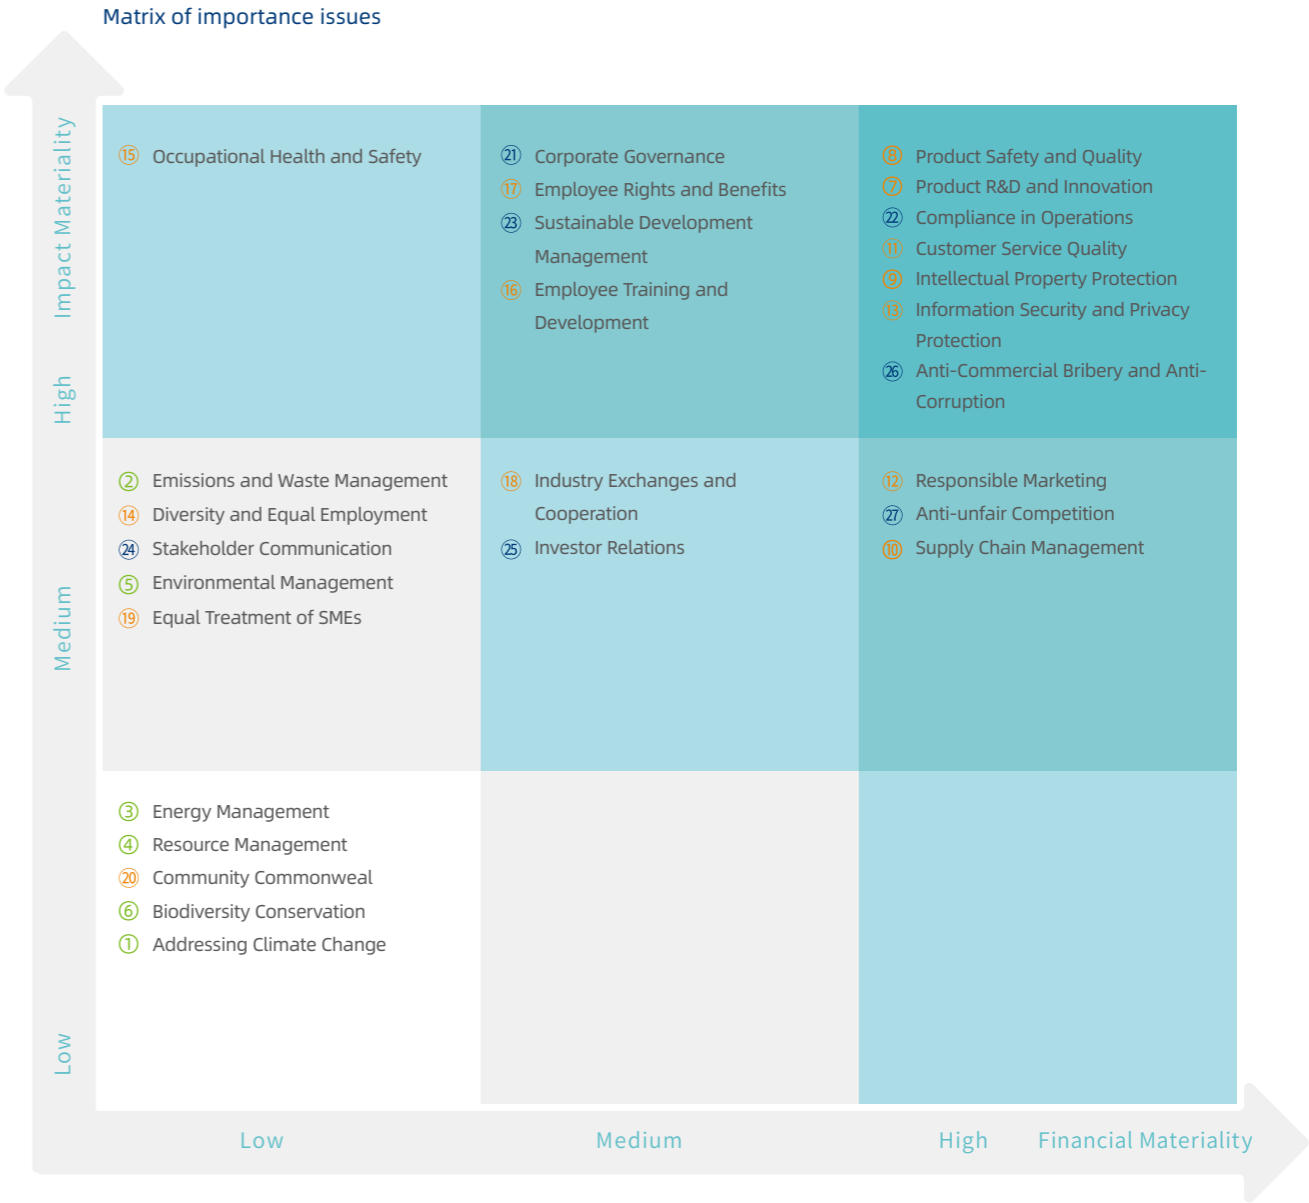 Matrix of importance issues
Impact Materiality
High
Medium
Low
⑮ Occupational Health and Safety
㉑ Corporate Governance
⑰ Employee Rights and Benefits
㉓ Sustainable Development
Management
⑯ Employee Training and
Development
⑧ Product Safety and Quality
⑦ Product R&D and Innovation
㉒ Compliance in Operations
⑪ Customer Service Quality
⑨ Intellectual Property Protection
⑬ Information Security and Privacy
Protection
㉖ Anti-Commercial Bribery and Anti-
Corruption
② Emissions and Waste Management
⑭ Diversity and Equal Employment
㉔ Stakeholder Communication
⑤ Environmental Management
⑲ Equal Treatment of SMEs
⑱ Industry Exchanges and
Cooperation
㉕ Investor Relations
⑫ Responsible Marketing
㉗ Anti-unfair Competition
⑩ Supply Chain Management
③ Energy Management
④ Resource Management
⑳ Community Commonweal
⑥ Biodiversity Conservation
① Addressing Climate Change
Low
Medium
High
Financial Materiality